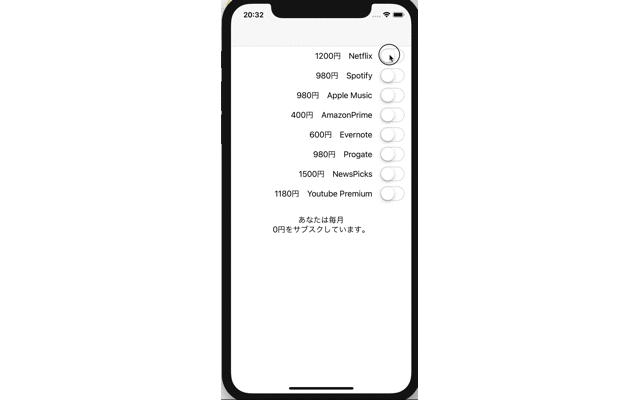 20:32
1200円 Netflix
980円 Spotify
980円 Apple Music
400円 AmazonPrime
600円 Evernote
980円 Progate
1500円 NewsPicks
1180円 Youtube Premium
あなたは毎月
0円をサブスクしています。